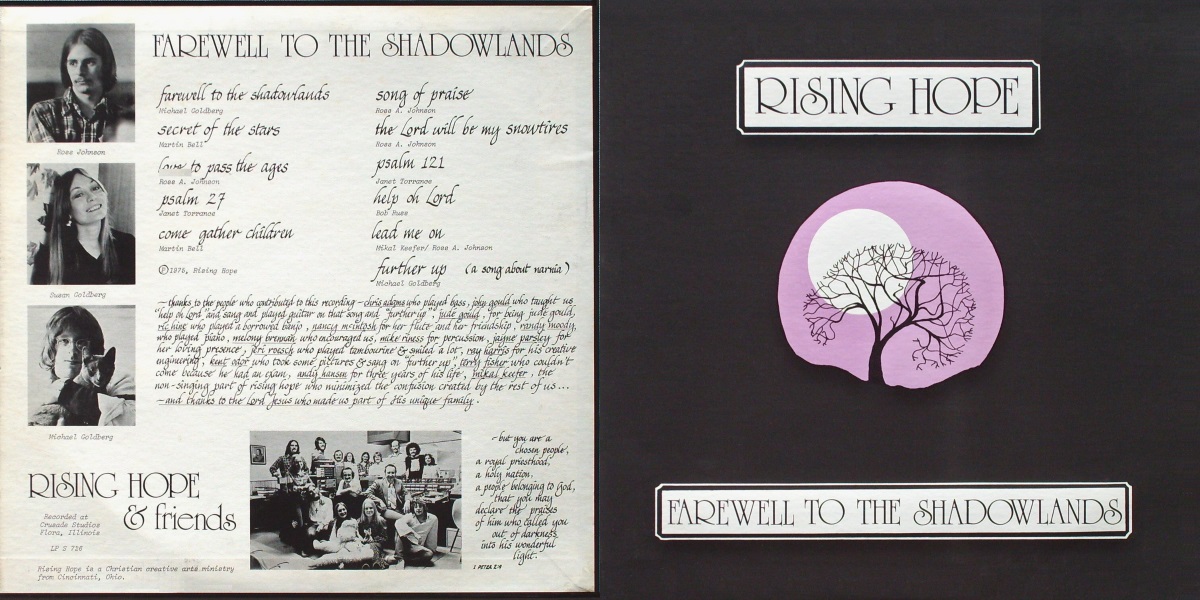 FAREWELL TO THE SHADOWLANDS
farewell to the shadowlands
Michael Goldberg
secret of the stars
Martin Bell
to pass the ages
Ross A. Johnson
psalm 27
Janet Torrance
come gather children
Martin Bell
Ⓟ1976, Rising Hope
song of praise
Ross A. Johnson
the Lord will be my snowtires
Ross A. Johnson
psalm 121
Janet Torrance
help oh Lord
Bob Russ
lead me on
Mikal Keefer/ Ross A. Johnson
further up (a song about narnia)
Michael Goldberg
Ross Johnson
Susan Goldberg
Michael Goldberg
-thanks to the people who contributed to this recording - chris adams who played bass, john gould who taught us
"help oh Lord" and sang and played guitar on that song and "further up", jude gould, for being jude gould,
ric hine who played a borrowed banjo, nancy mcintosh for her flute and her friendship, randy moody,
who played piano, melony brennan who encouraged us, mike riness for percussion, jayne parsley for
her loving presence, jeri roesch who played tambourine & smiled a lot, ray harris for his creative
engineering, kent who took some pictures & sang on "further up", terry fisher who couldn't
come because he had an exam, andy hansen for three years of his life, mikal keefer, the
non-singing part of rising hope who minimized the confusion created by the rest of us...
-and thanks to the Lord Jesus who made us part of His unique family.
RISING HOPE
& friends
Recorded at
Crusade Studios
Flora, Illinois
LP S 726
Rising Hope is a Christian creative arts ministry
from Cincinnati, Ohio.
-but you are a
chosen people,
a royal priesthood,
a holy nation,
a people belonging to God,
that you may
declare the praises
of him who called you
out of darkness
into his wonderful
light.
I PETER 2:9
RISING HOPE
FAREWELL TO THE SHADOWLANDS